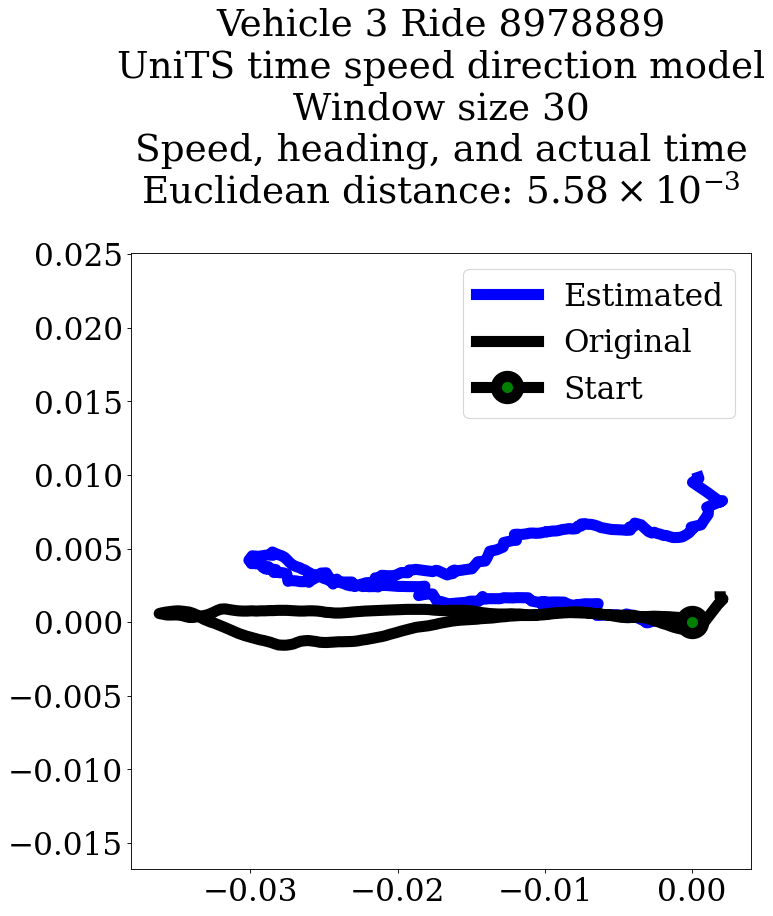 Vehicle 3 Ride 8978889
UniTS time speed direction model
Window size 30
Speed, heading, and actual time
Euclidean distance: 5.58 × 10⁻³
0.025
0.020
0.015
0.010
0.005
0.000
−0.005
−0.010
−0.015
Estimated
Original
Start
−0.03 −0.02 −0.01 0.00